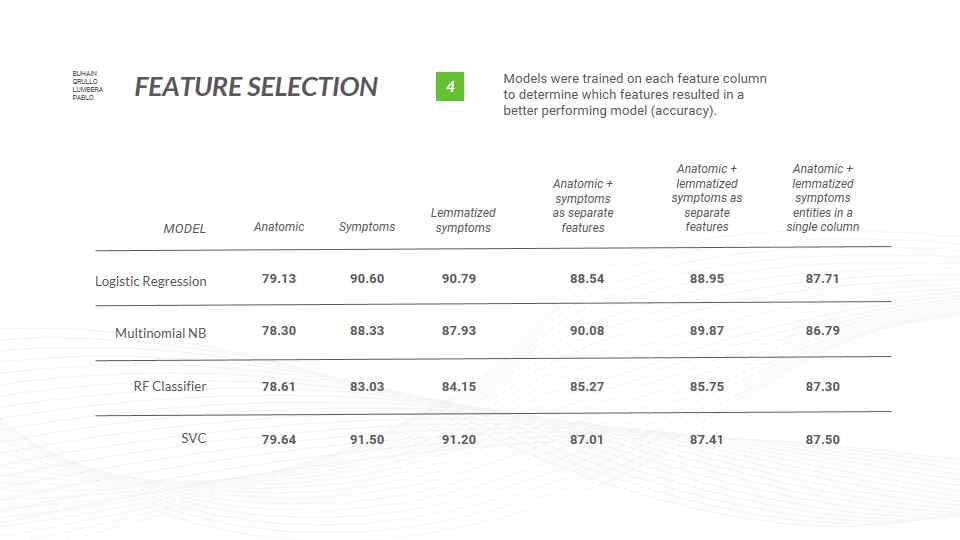 BUHAIN
QRULLO
LUMBERA
PABLO
FEATURE SELECTION
4
Models were trained on each feature column
to determine which features resulted in a
better performing model (accuracy).
MODEL
Anatomic
Symptoms
Lemmatized
symptoms
Anatomic +
symptoms
as separate
features
Anatomic +
lemmatized
symptoms as
separate
features
Anatomic +
lemmatized
symptoms
entities in a
single column
Logistic Regression 79.13 90.60 90.79 88.54 88.95 87.71
Multinomial NB 78.30 88.33 87.93 90.08 89.87 86.79
RF Classifier 78.61 83.03 84.15 85.27 85.75 87.30
SVC 79.64 91.50 91.20 87.01 87.41 87.50